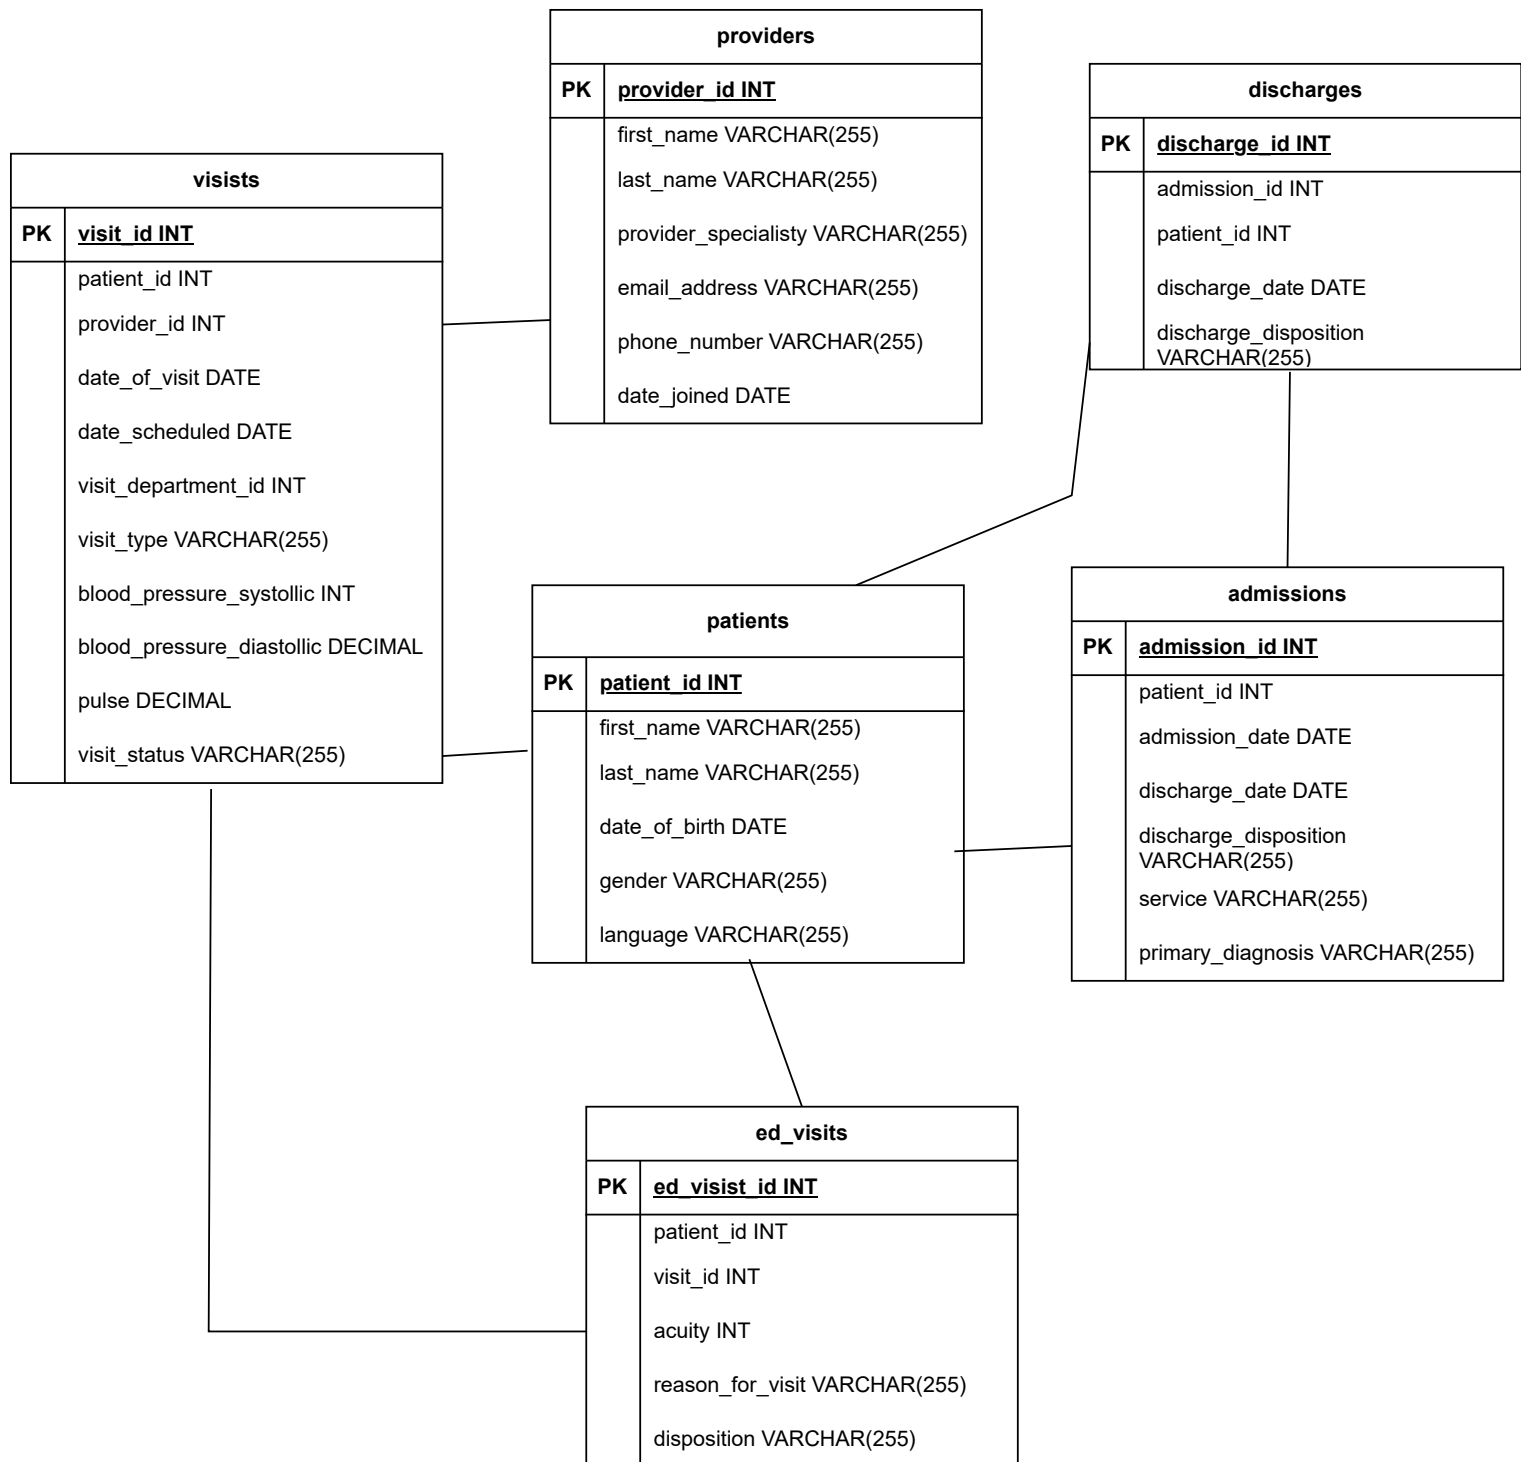 providers
PK provider_id INT
first_name VARCHAR(255)
last_name VARCHAR(255)
provider_specialisty VARCHAR(255)
email_address VARCHAR(255)
phone_number VARCHAR(255)
date_joined DATE
discharges
PK discharge_id INT
admission_id INT
patient_id INT
discharge_date DATE
discharge_disposition
VARCHAR(255)
visists
PK visit_id INT
patient_id INT
provider_id INT
date_of_visit DATE
date_scheduled DATE
visit_department_id INT
visit_type VARCHAR(255)
blood_pressure_systollic INT
blood_pressure_diastollic DECIMAL
pulse DECIMAL
visit_status VARCHAR(255)
patients
PK patient_id INT
first_name VARCHAR(255)
last_name VARCHAR(255)
date_of_birth DATE
gender VARCHAR(255)
language VARCHAR(255)
admissions
PK admission_id INT
patient_id INT
admission_date DATE
discharge_date DATE
discharge_disposition
VARCHAR(255)
service VARCHAR(255)
primary_diagnosis VARCHAR(255)
ed_visits
PK ed_visist_id INT
patient_id INT
visit_id INT
acuity INT
reason_for_visit VARCHAR(255)
disposition VARCHAR(255)